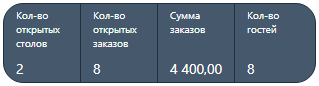 Кол-во
открытых
столов
2
Кол-во
открытых
заказов
8
Сумма
заказов
4 400,00
Кол-во
гостей
8